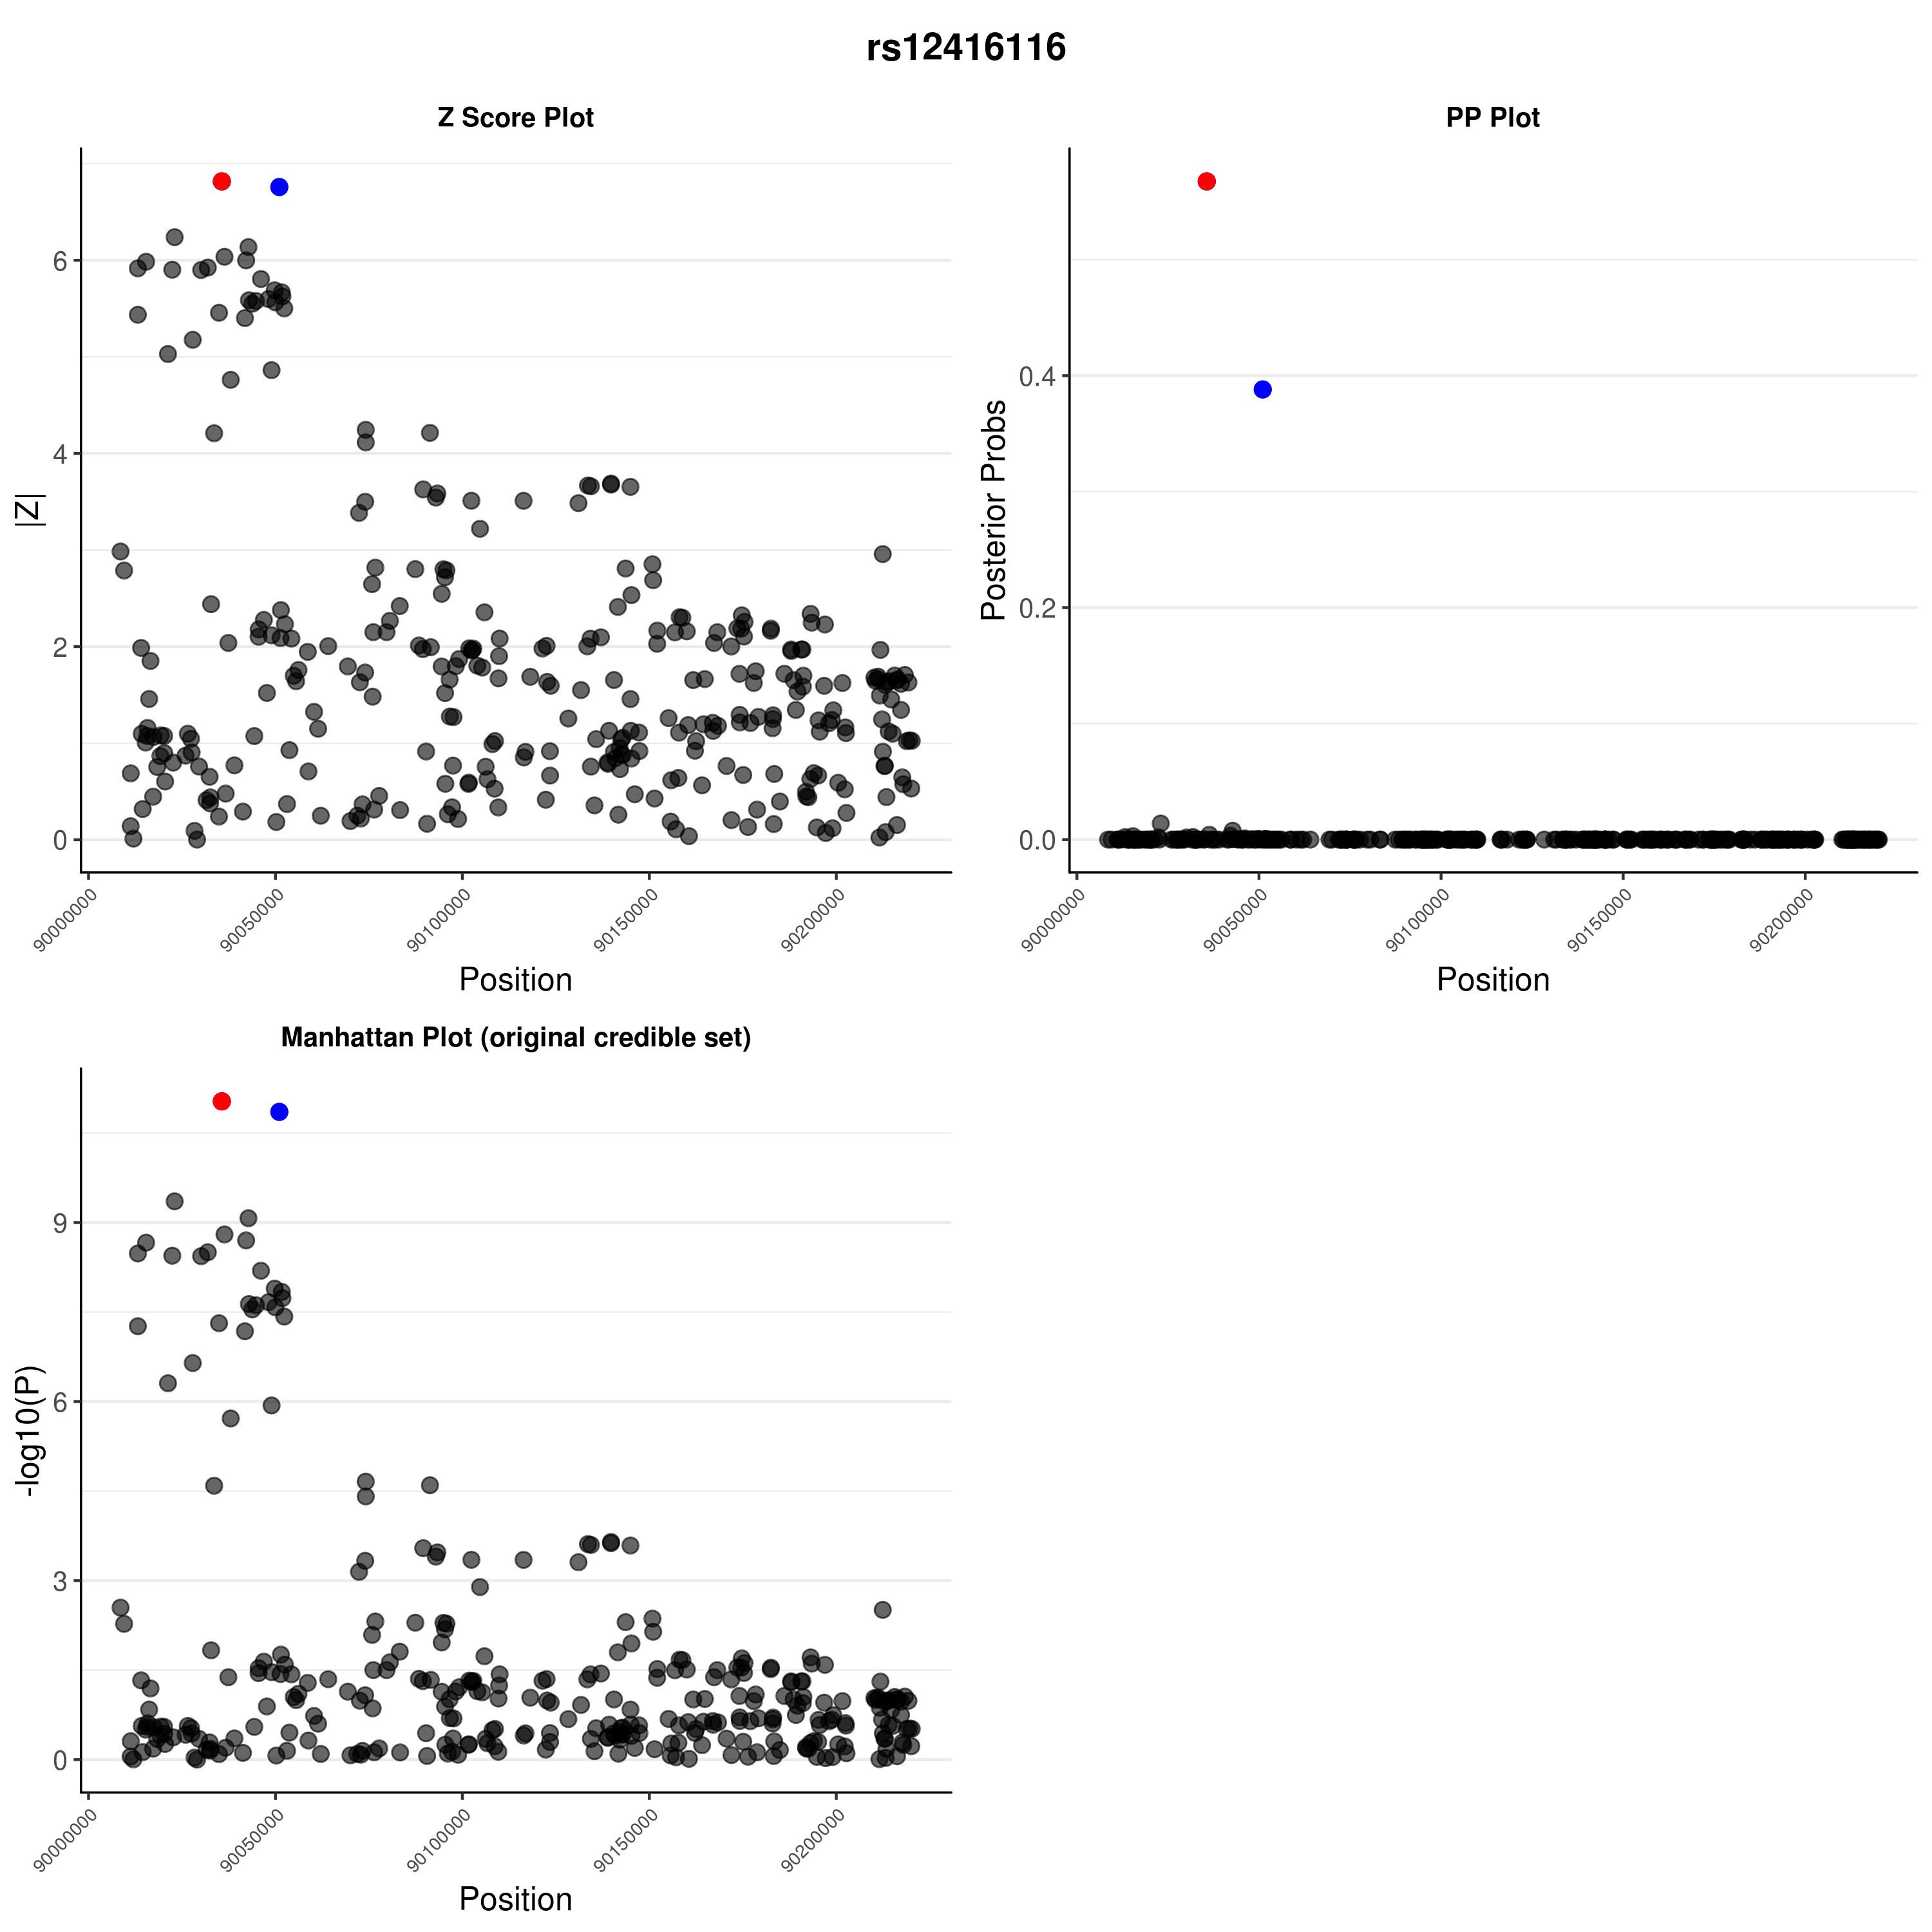 rs12416116
Z Score Plot
|Z|
6
4
2
0
90000000
90050000
90100000
90150000
90200000
Position
PP Plot
Posterior Probs
0.4
0.2
0.0
90000000
90050000
90100000
90150000
90200000
Position
Manhattan Plot (original credible set)
-log10(P)
9
6
3
0
90000000
90050000
90100000
90150000
90200000
Position